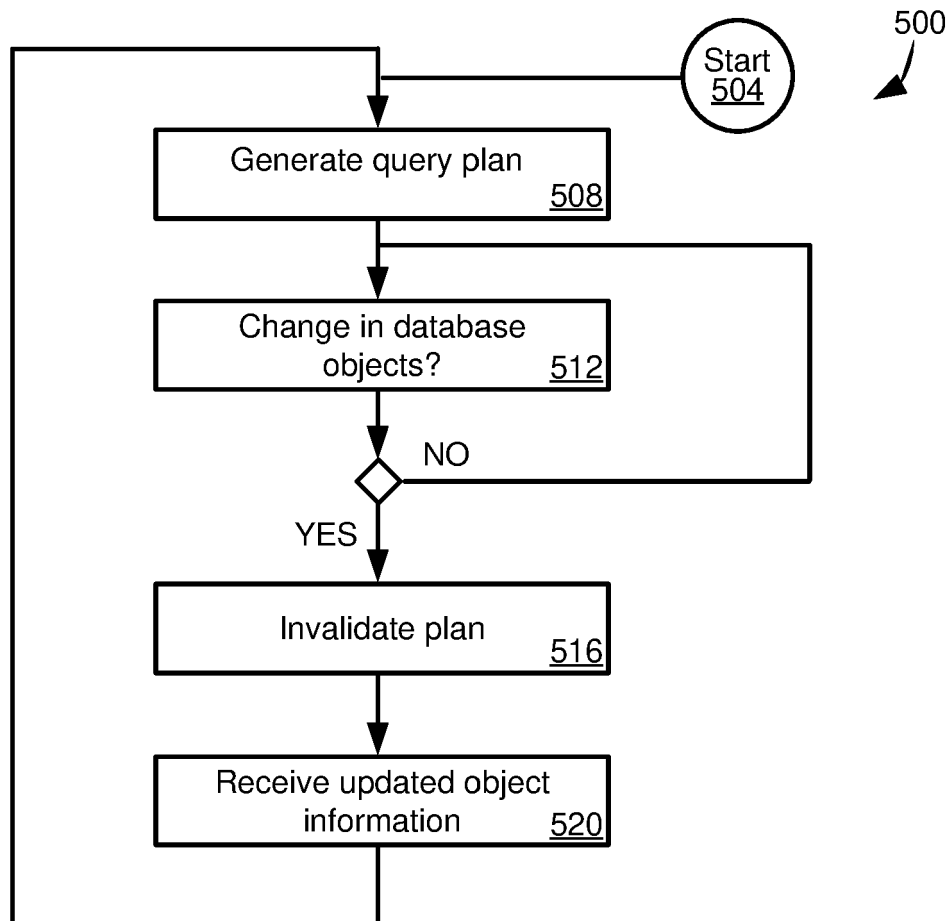 500
Start
504
Generate query plan
508
Change in database
objects?
512
NO
YES
Invalidate plan
516
Receive updated object
information
520